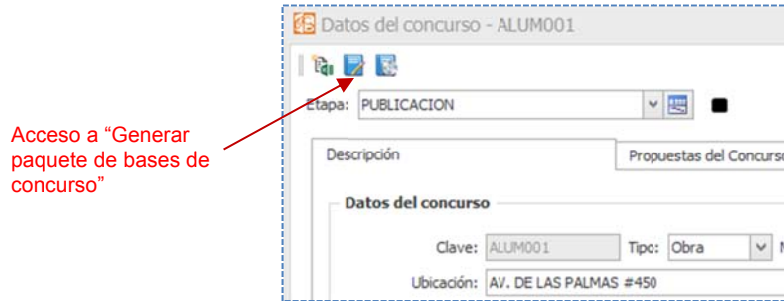 Datos del concurso - ALUM001
Etapa: PUBLICACION
Acceso a “Generar
paquete de bases de
concurso”
Descripción
Propuestas del Concurso
Datos del concurso
Clave: ALUM001 Tipo: Obra
Ubicación: AV. DE LAS PALMAS #450